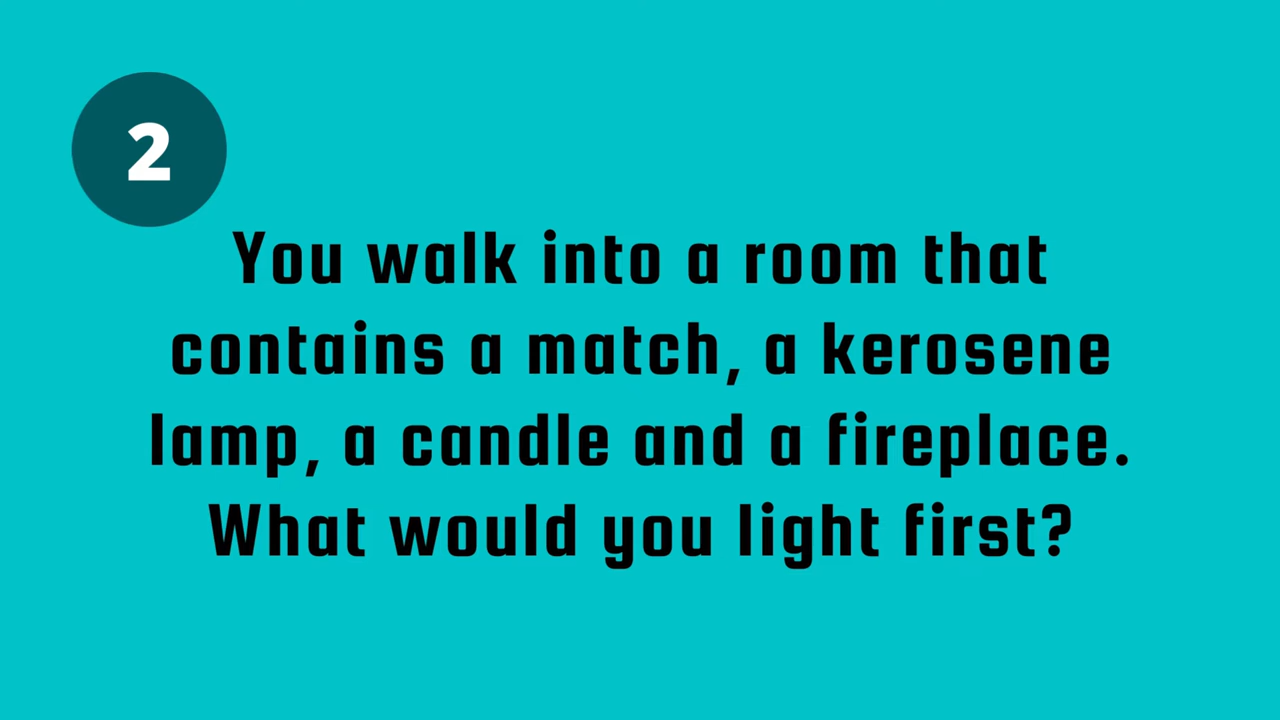 2
You walk into a room that
contains a match, a kerosene
lamp, a candle and a fireplace.
What would you light first?